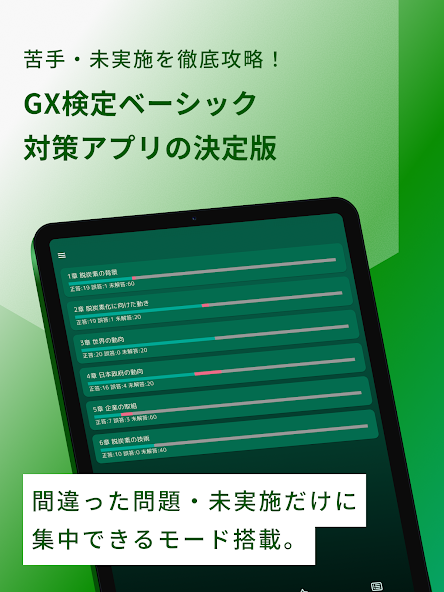 苦手・未実施を徹底攻略！
GX検定ベーシック
対策アプリの決定版
1章 脱炭素の背景
正答:19 誤答:1 未解答:60
2章 脱炭素化に向けた動き
正答:19 誤答:1 未解答:20
3章 世界の動向
正答:20 誤答:0 未解答:20
4章 日本政府の動向
正答:16 誤答:4 未解答:20
5章 企業の取組
正答:7 誤答:3 未解答:60
6章 脱炭素の技術
正答:10 誤答:0 未解答:40
間違った問題・未実施だけに
集中できるモード搭載。